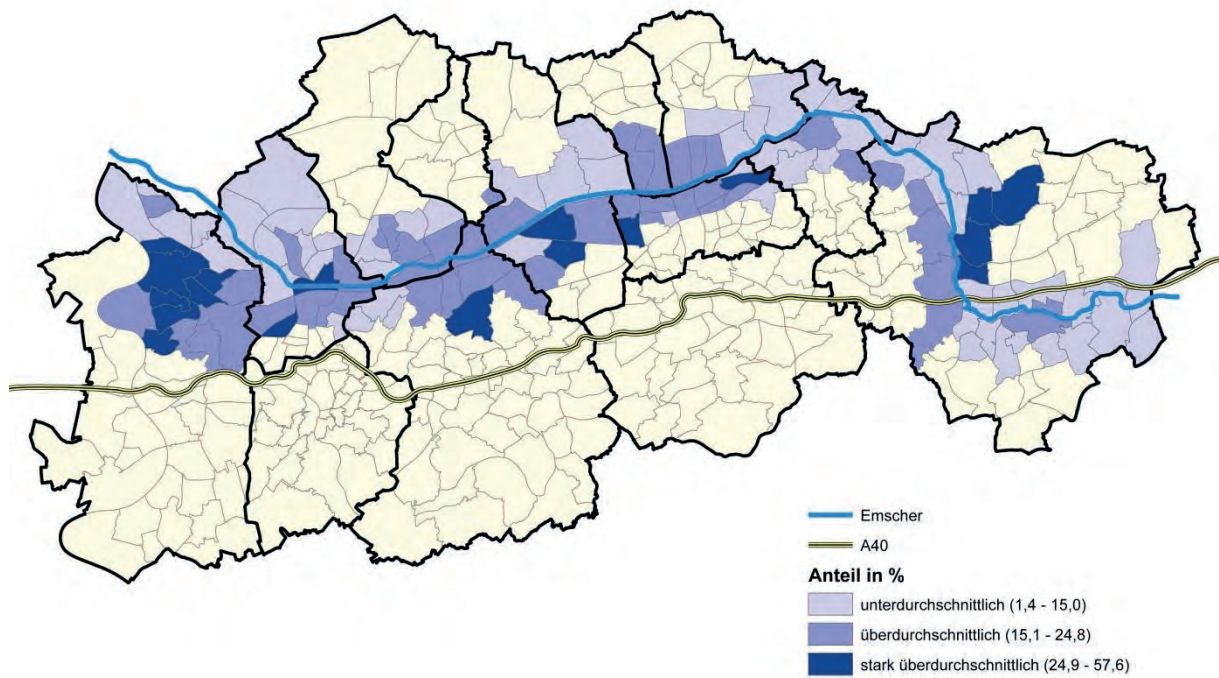 Emscher
A40
Anteil in %
unterdurchschnittlich (1,4 - 15,0)
überdurchschnittlich (15,1 - 24,8)
stark überdurchschnittlich (24,9 - 57,6)